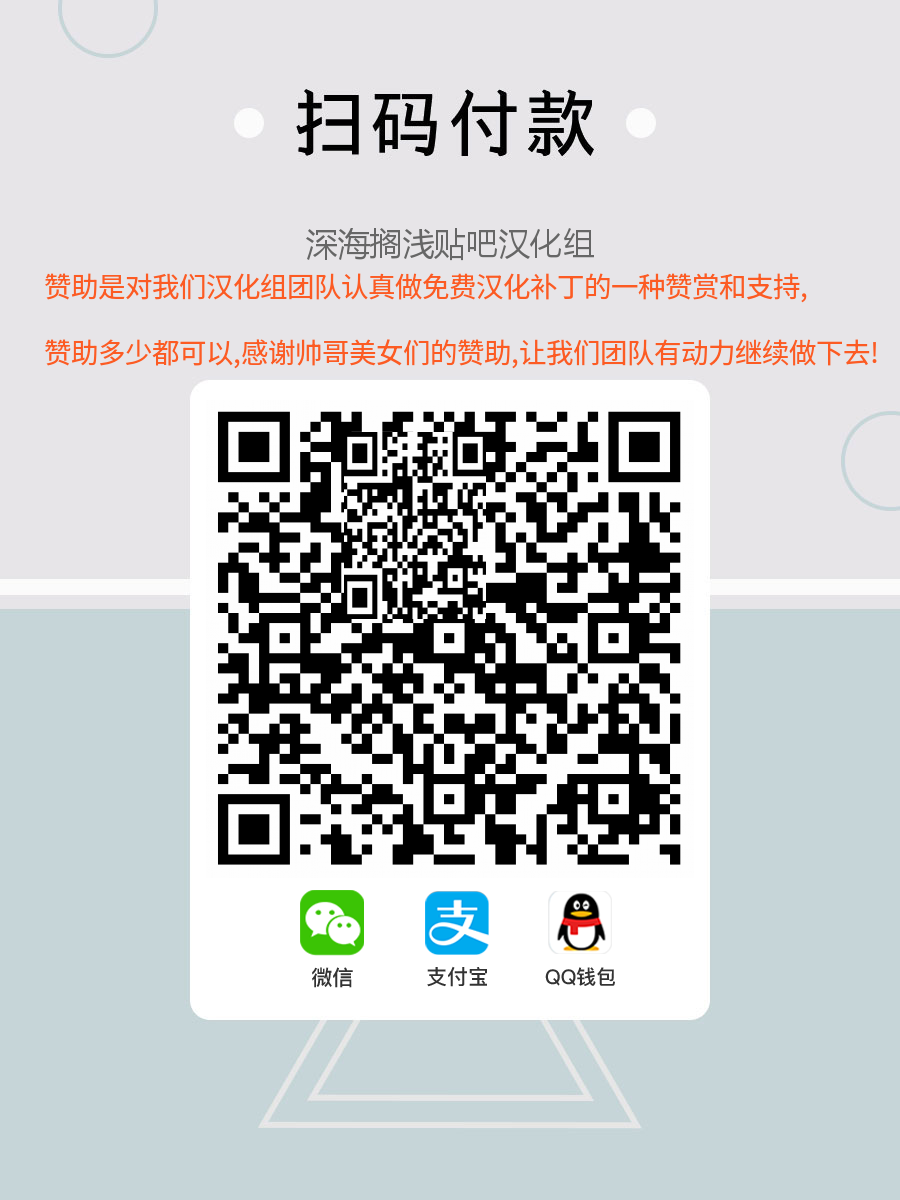 扫码付款
深海搁浅贴吧汉化组
赞助是对我们汉化组团队认真做免费汉化补丁的一种赞赏和支持,
赞助多少都可以,感谢帅哥美女们的赞助,让我们团队有动力继续做下去!
支
微信 支付宝 QQ钱包